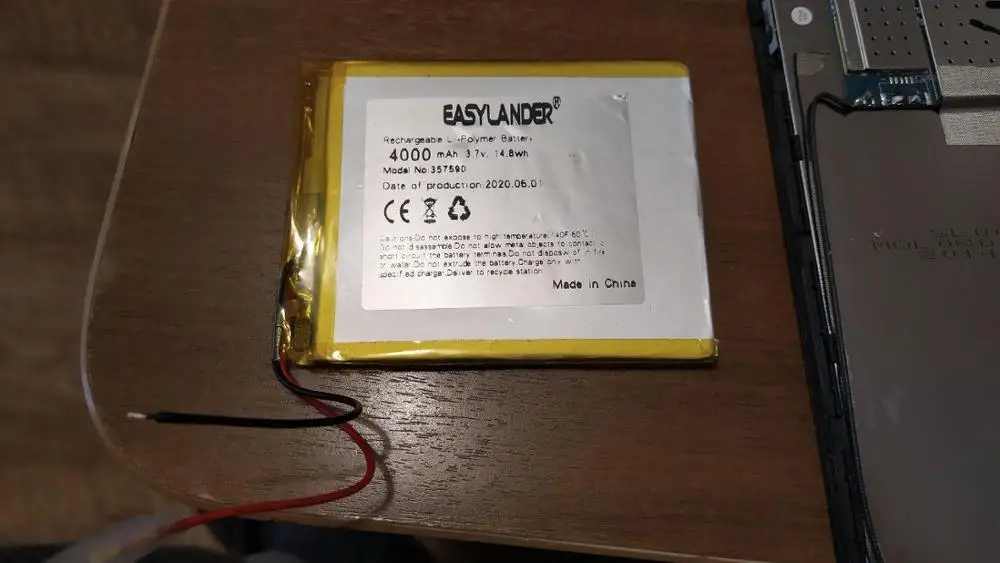 EASYLANDER®
Rechargeable Li-Polymer Battery
4000 mAh 3.7v. 14.8wh
Model No:357590
Date of production:2020.06.01
CE
Cautions:Do not expose to high temperature. 140F 60℃.
Do not disassemble.Do not allow metal objects to contact
short circuit the battery terminals.Do not dispose of in fire
or water.Do not extrude the battery.Charge only with
specified charger.Deliver to recycle station.
Made in China